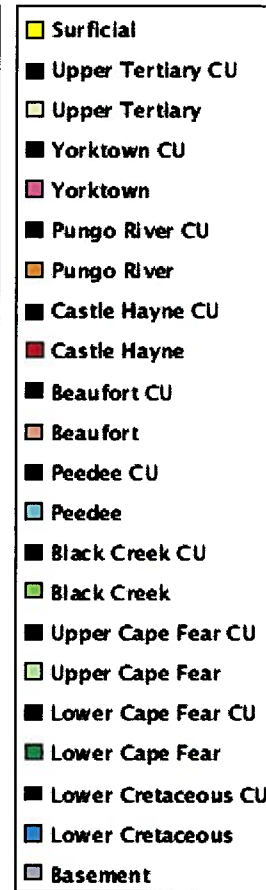 Surficial
Upper Tertiary CU
Upper Tertiary
Yorktown CU
Yorktown
Pungo River CU
Pungo River
Castle Hayne CU
Castle Hayne
Beaufort CU
Beaufort
Peedee CU
Peedee
Black Creek CU
Black Creek
Upper Cape Fear CU
Upper Cape Fear
Lower Cape Fear CU
Lower Cape Fear
Lower Cretaceous CU
Lower Cretaceous
Basement